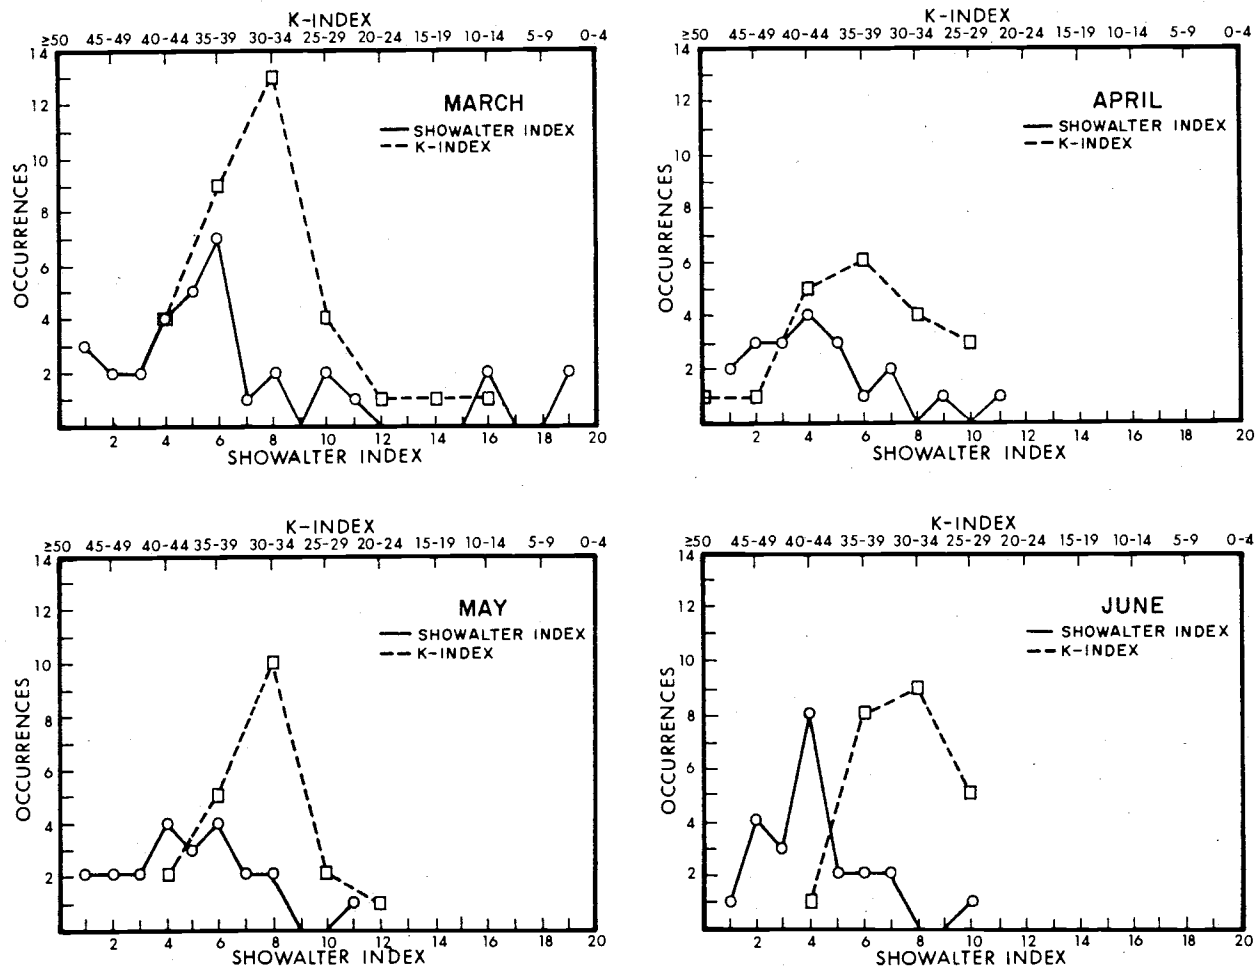 K-INDEX
≥50 45-49 40-44 35-39 30-34 25-29 20-24 15-19 10-14 5-9 0-4
14
12
10
8
6
4
2
OCCURRENCES
MARCH
SHOWALTER INDEX
K-INDEX
2 4 6 8 10 12 14 16 18 20
SHOWALTER INDEX
K-INDEX
≥50 45-49 40-44 35-39 30-34 25-29 20-24 15-19 10-14 5-9 0-4
14
12
10
8
6
4
2
OCCURRENCES
APRIL
SHOWALTER INDEX
K-INDEX
2 4 6 8 10 12 14 16 18 20
SHOWALTER INDEX
K-INDEX
≥50 45-49 40-44 35-39 30-34 25-29 20-24 15-19 10-14 5-9 0-4
14
12
10
8
6
4
2
OCCURRENCES
MAY
SHOWALTER INDEX
K-INDEX
2 4 6 8 10 12 14 16 18 20
SHOWALTER INDEX
K-INDEX
≥50 45-49 40-44 35-39 30-34 25-29 20-24 15-19 10-14 5-9 0-4
14
12
10
8
6
4
2
OCCURRENCES
JUNE
SHOWALTER INDEX
K-INDEX
2 4 6 8 10 12 14 16 18 20
SHOWALTER INDEX